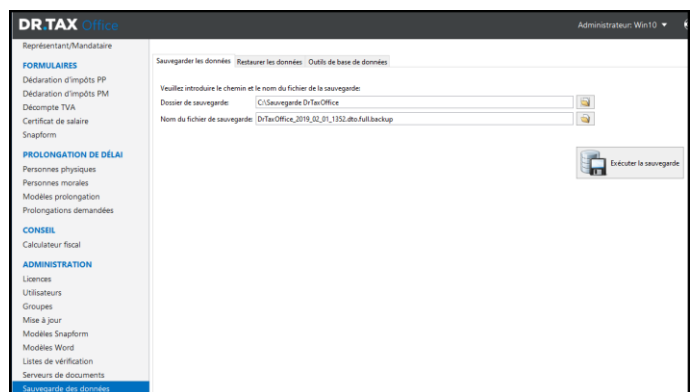 DR.TAX Office
Administrateur: Win10
Représentant/Mandataire
FORMULAIRES
Dédaration d'impôts PP
Dédaration d'impôts PM
Décompte TVA
Certificat de salaire
Snapform
PROLONGATION DE DÉLAI
Personnes physiques
Personnes morales
Modèles prolongation
Prolongations demandées
CONSEIL
Calculateur fiscal
ADMINISTRATION
Licences
Utilisateurs
Groupes
Mise à jour
Modèles Snapform
Modèles Word
Listes de vérification
Serveurs de documents
Sauvegarde des données
Sauvegarder les données Restaurer les données Outils de base de données
Veuillez introduire le chemin et le nom du fichier de la sauvegarde:
Dossier de sauvegarde: C:\Sauvegarde DrTaxOffice
Nom du fichier de sauvegarde: DrTaxOffice_2019_02_01_1352.dto.full.backup
Exécuter la sauvegarde